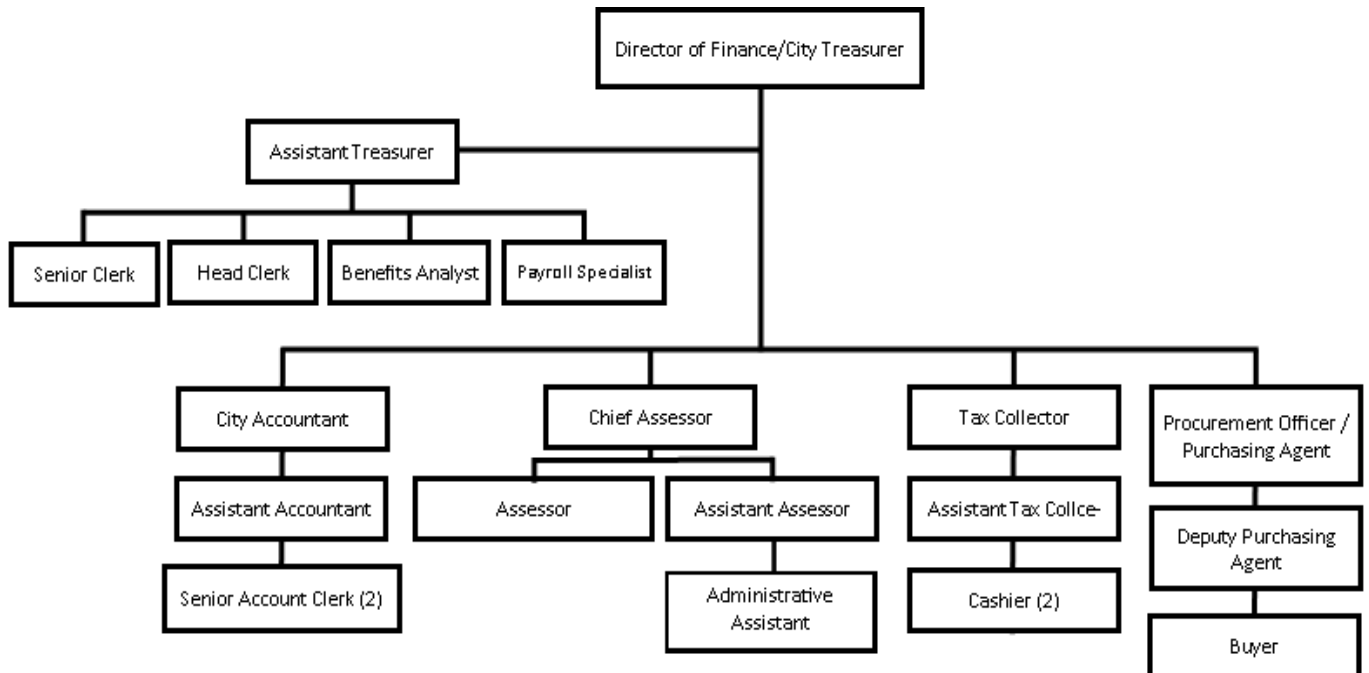 Director of Finance/City Treasurer
Assistant Treasurer
Senior Clerk
Head Clerk
Benefits Analyst
Payroll Specialist
City Accountant
Chief Assessor
Tax Collector
Procurement Officer /
Purchasing Agent
Assistant Accountant
Assessor
Assistant Assessor
Assistant Tax Collce-
Deputy Purchasing
Agent
Senior Account Clerk (2)
Administrative
Assistant
Cashier (2)
Buyer